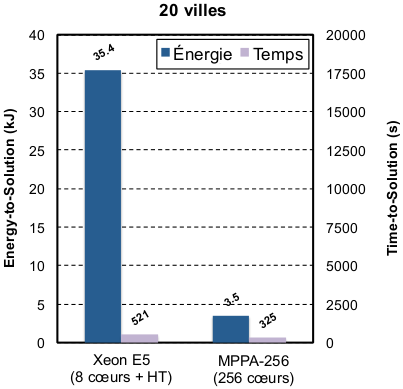 20 villes
Énergie Temps
Energy-to-Solution (kJ)
40
35
30
25
20
15
10
5
0
35.4
521
3.5
325
20000
17500
15000
12500
10000
7500
5000
2500
0
Time-to-Solution (s)
Xeon E5
(8 cœurs + HT)
MPPA-256
(256 cœurs)